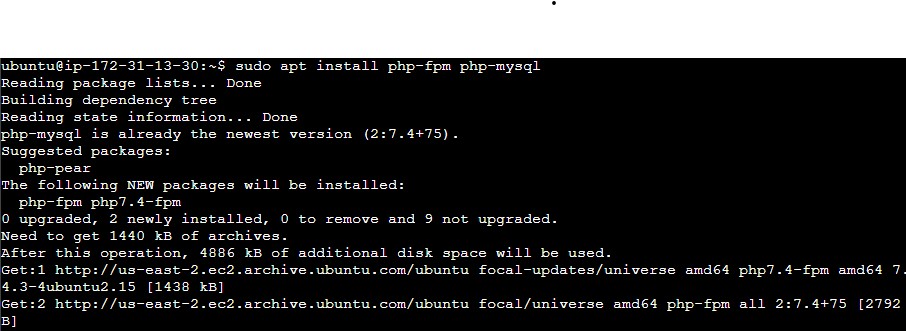 ubuntu@ip-172-31-13-30:~$ sudo apt install php-fpm php-mysql
Reading package lists... Done
Building dependency tree
Reading state information... Done
php-mysql is already the newest version (2:7.4+75).
Suggested packages:
  php-pear
The following NEW packages will be installed:
  php-fpm php7.4-fpm
0 upgraded, 2 newly installed, 0 to remove and 9 not upgraded.
Need to get 1440 kB of archives.
After this operation, 4886 kB of additional disk space will be used.
Get:1 http://us-east-2.ec2.archive.ubuntu.com/ubuntu focal-updates/universe amd64 php7.4-fpm amd64 7.
4.3-4ubuntu2.15 [1438 kB]
Get:2 http://us-east-2.ec2.archive.ubuntu.com/ubuntu focal/universe amd64 php-fpm all 2:7.4+75 [2792
B]